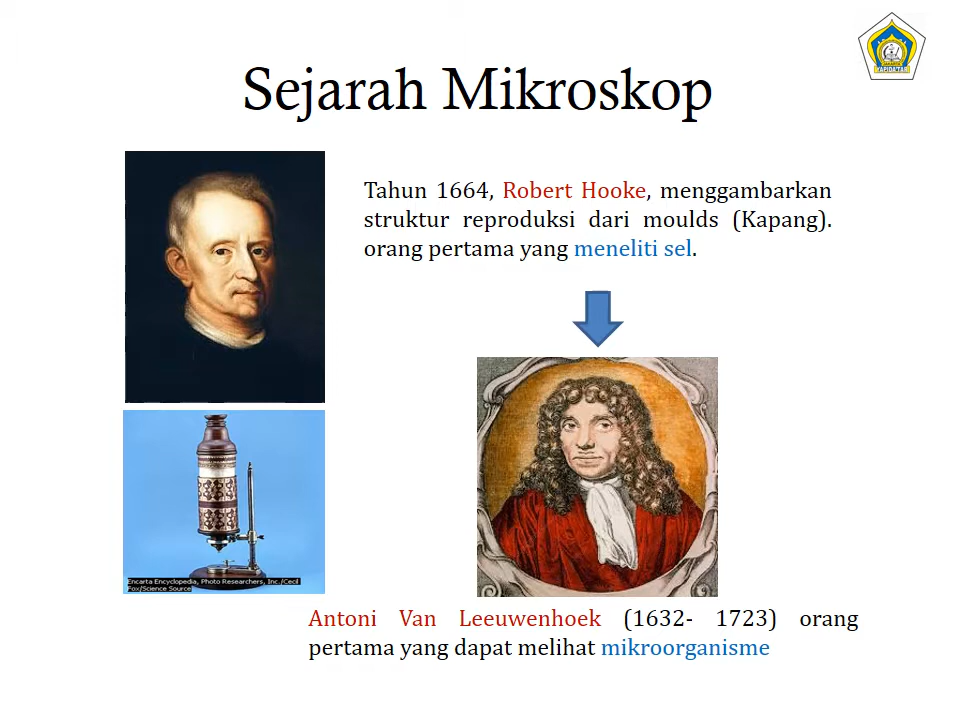 Sejarah Mikroskop
Tahun 1664, Robert Hooke, menggambarkan
struktur reproduksi dari moulds (Kapang).
orang pertama yang meneliti sel.
Encarta Encyclopedia, Photo Researchers, Inc./Cecil
Fox/Science Source
Antoni Van Leeuwenhoek (1632- 1723) orang
pertama yang dapat melihat mikroorganisme